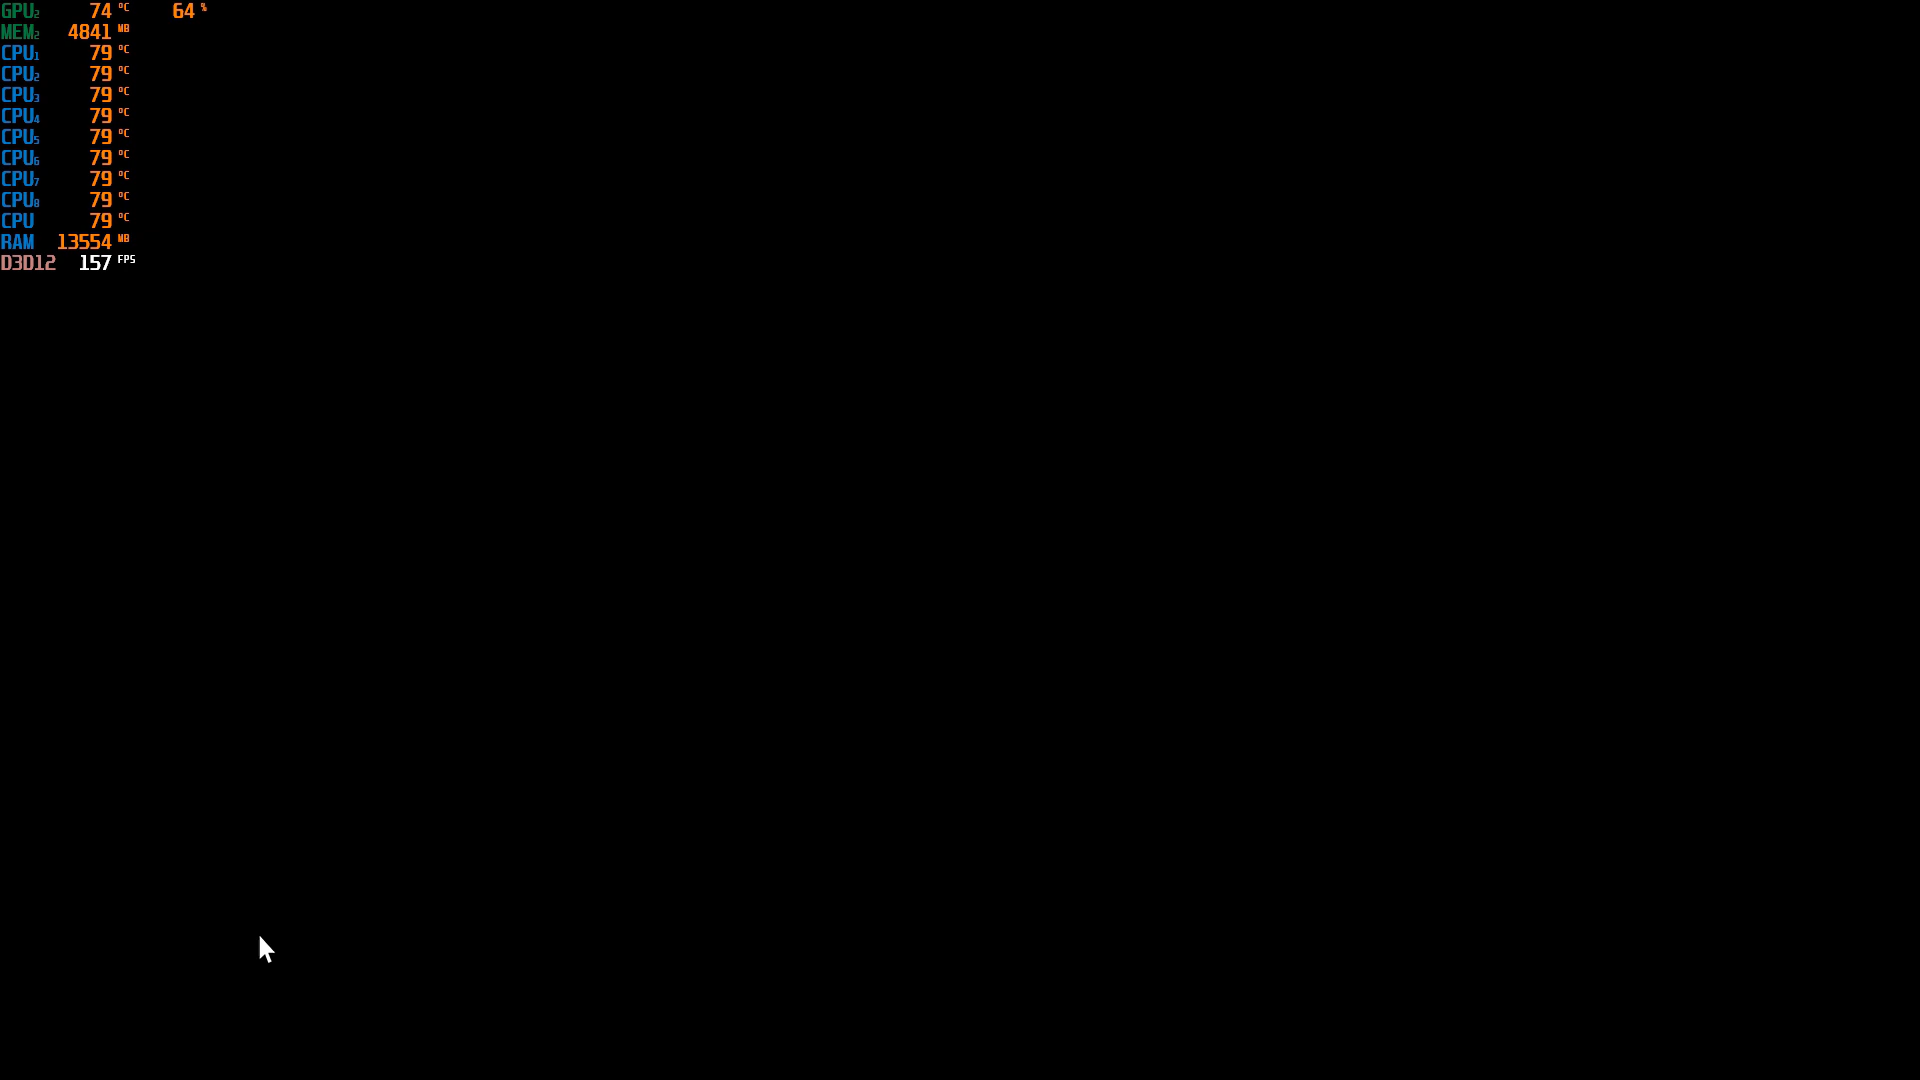 GPU2 74 °C 64 %
MEM2 4841 MB
CPU1 79 °C
CPU2 79 °C
CPU3 79 °C
CPU4 79 °C
CPU5 79 °C
CPU6 79 °C
CPU7 79 °C
CPU8 79 °C
CPU 79 °C
RAM 13554 MB
D3D12 157 FPS